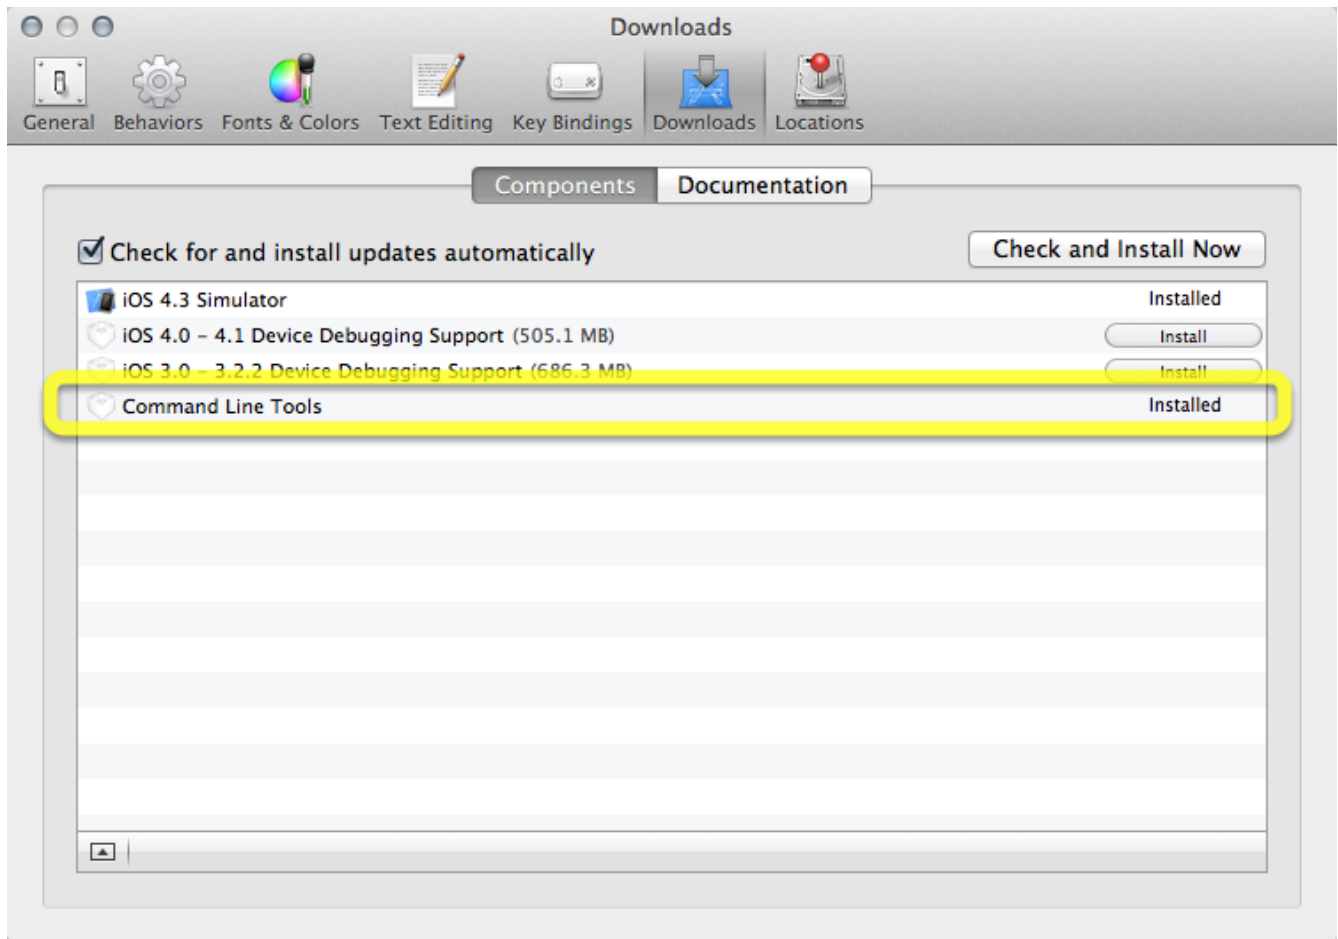 Downloads
General Behaviors Fonts & Colors Text Editing Key Bindings Downloads Locations
Components Documentation
Check for and install updates automatically Check and Install Now
iOS 4.3 Simulator Installed
iOS 4.0 – 4.1 Device Debugging Support (505.1 MB) Install
iOS 3.0 – 3.2.2 Device Debugging Support (686.3 MB) Install
Command Line Tools Installed